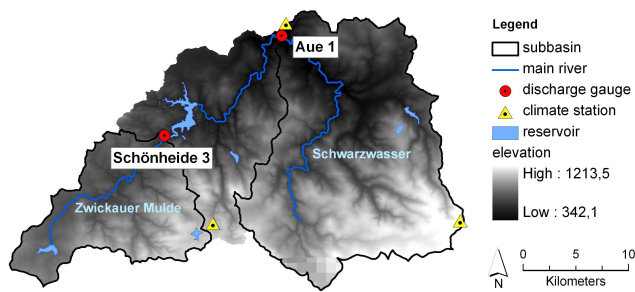 Aue 1
Schönheide 3
Schwarzwasser
Zwickauer Mulde
Legend
subbasin
main river
discharge gauge
climate station
reservoir
elevation
High : 1213,5
Low : 342,1
N
0 5 10
Kilometers